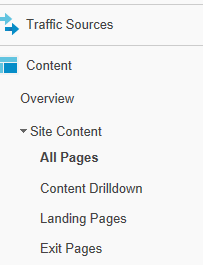 Traffic Sources
Content
Overview
Site Content
All Pages
Content Drilldown
Landing Pages
Exit Pages